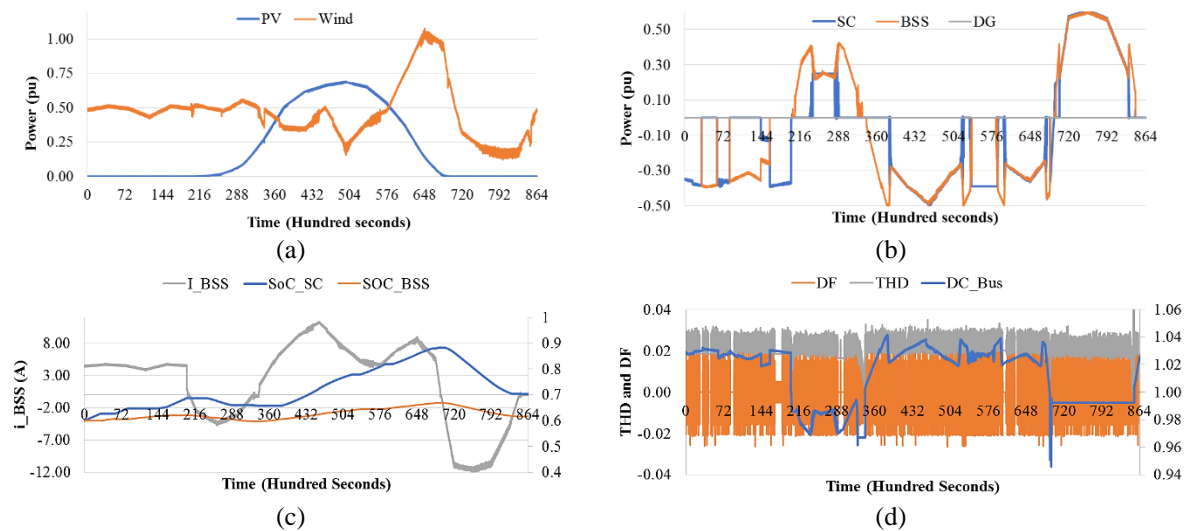 PV Wind
1.00
0.75
0.50
0.25
0.00
Power (pu)
0 72 144 216 288 360 432 504 576 648 720 792 864
Time (Hundred seconds)
(a)
SC BSS DG
0.60
0.30
-0.10
-0.30
-0.50
Power (pu)
0 72 144 216 288 360 432 504 576 648 720 792 864
Time (Hundred seconds)
(b)
I_BSS SoC_SC SOC_BSS
8.00
3.00
-2.00
-7.00
-12.00
i_BSS (A)
1
0.9
0.8
0.7
0.6
0.5
0.4
0 72 144 216 288 360 432 504 576 648 720 792 864
Time (Hundred Seconds)
(c)
DF THD DC_Bus
0.04
0.02
0.00
-0.02
-0.04
THD and DF
1.06
1.04
1.02
1.00
0.98
0.96
0.94
0 72 144 216 288 360 432 504 576 648 720 792 864
Time (Hundred Seconds)
(d)